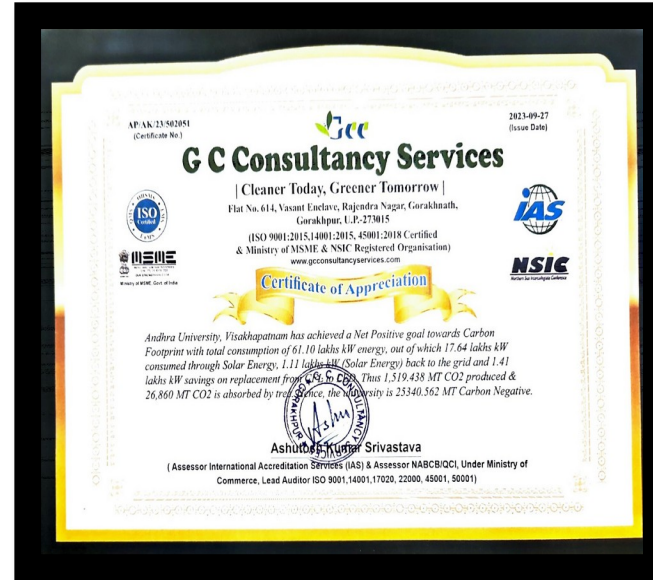 AP/AK/23/502051
(Certificate No.)
2023-09-27
(Issue Date)
Gcc
G C Consultancy Services
| Cleaner Today, Greener Tomorrow |
Flat No. 614, Vasant Enclave, Rajendra Nagar, Gorakhnath,
Gorakhpur, U.P.-273015
(ISO 9001:2015,14001:2015, 45001:2018 Certified
& Ministry of MSME & NSIC Registered Organisation)
www.gcconsultancyservices.com
ISO
Certified
MSME
Ministry of MSME, Govt. of India
IAS
NSIC
Certificate of Appreciation
Andhra University, Visakhapatnam has achieved a Net Positive goal towards Carbon
Footprint with total consumption of 61.10 lakhs kW energy, out of which 17.64 lakhs kW
consumed through Solar Energy, 1.11 lakhs kW (Solar Energy) back to the grid and 1.41
lakhs kW savings on replacement from Thus 1,519.438 MT CO2 produced &
26,860 MT CO2 is absorbed by the university is 25340.562 MT Carbon Negative.
G. C. CONSULTANCY
GORAKHPUR
Ashutosh Kumar Srivastava
( Assessor International Accreditation Services (IAS) & Assessor NABCB/QCI, Under Ministry of
Commerce, Lead Auditor ISO 9001,14001,17020, 22000, 45001, 50001)